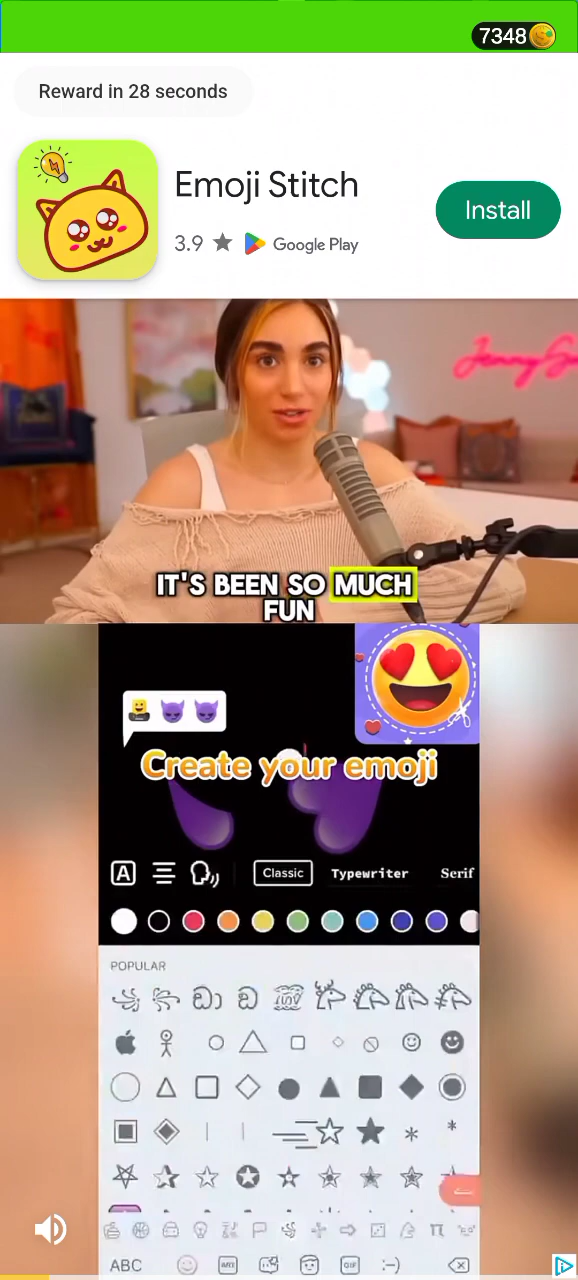 7348
Reward in 28 seconds
Emoji Stitch
Install
3.9 ★ Google Play
IT'S BEEN SO MUCH
FUN
Create your emoji
A
Classic Typewriter Serif
POPULAR
ABC
GIF
:-)